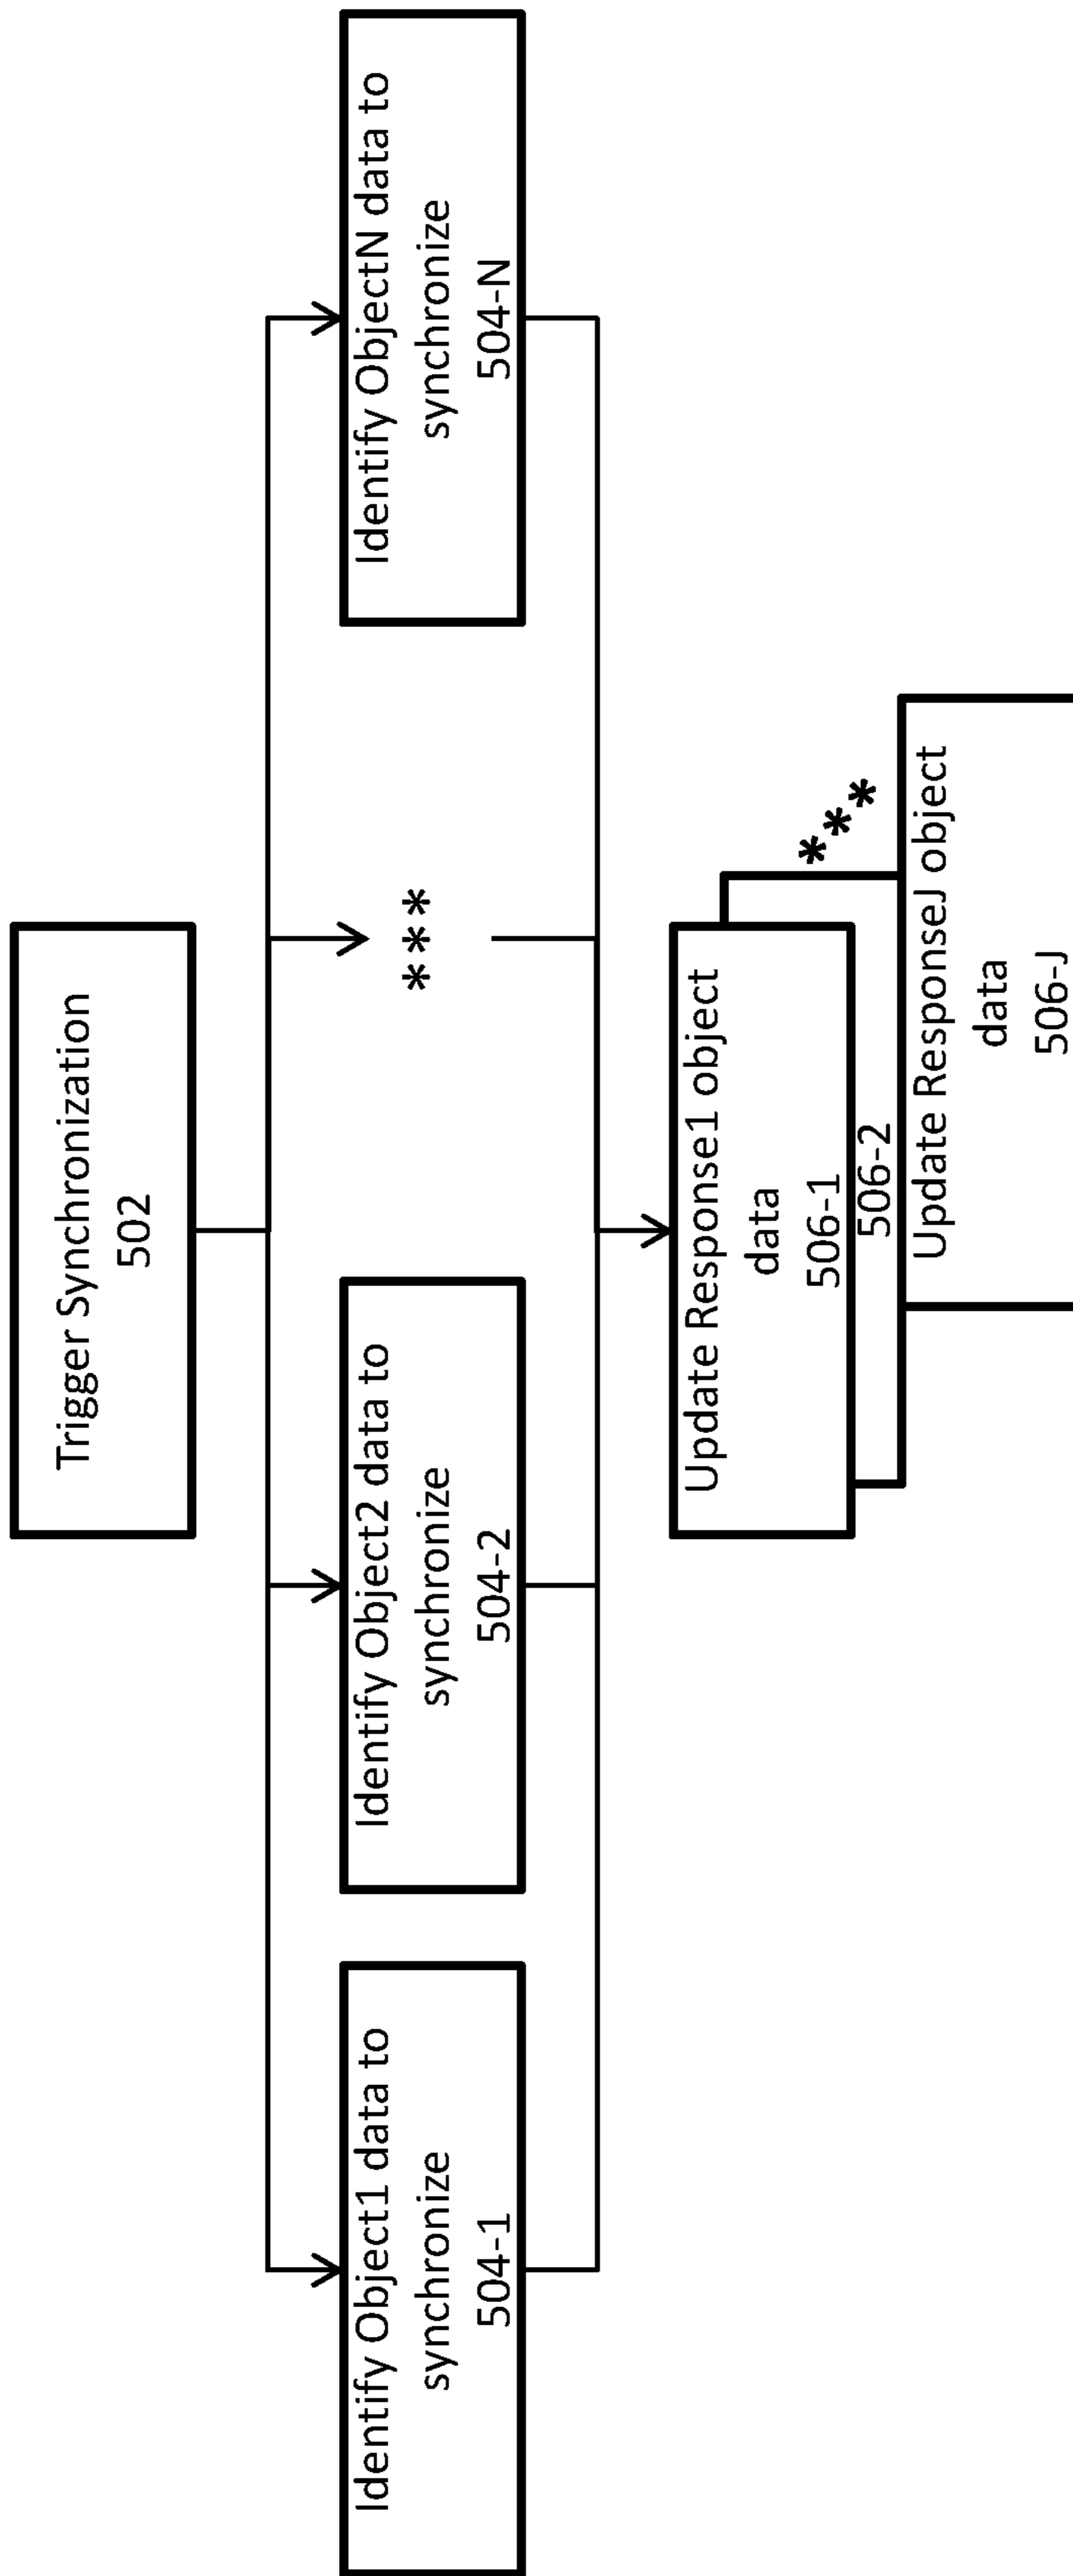 Trigger Synchronization
502
Identify Object1 data to
synchronize
504-1
Identify Object2 data to
synchronize
504-2
***
Identify ObjectN data to
synchronize
504-N
Update Response1 object
data
506-1
506-2
***
Update ResponseJ object
data
506-J